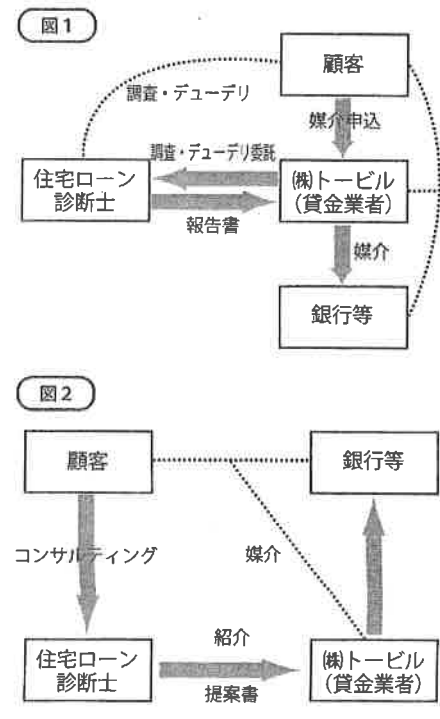 図1
顧客
調査・デューデリ
媒介申込
調査・デューデリ委託
住宅ローン
診断士
㈱トービル
(貸金業者)
報告書
媒介
銀行等
図2
顧客
銀行等
コンサルティング
媒介
住宅ローン
診断士
紹介
提案書
㈱トービル
(貸金業者)